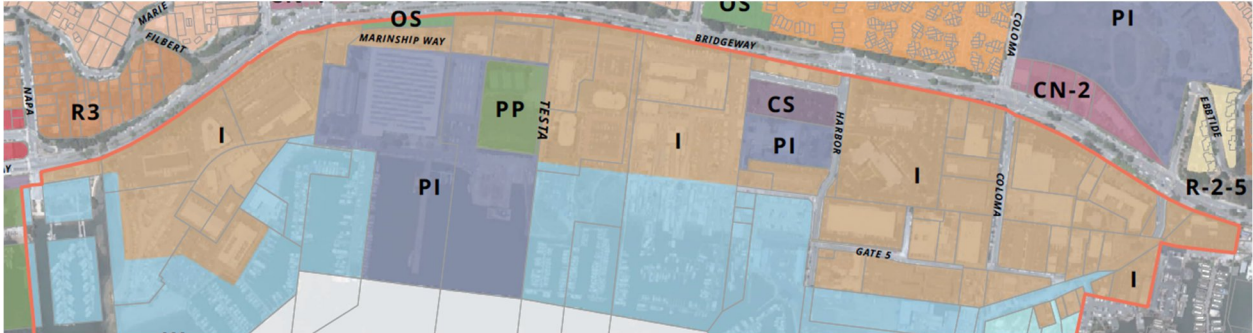 OS
MARIE
OS
PI
FILBERT
MARINSHIP WAY
BRIDGEWAY
COLOMA
CN-2
NAPA
R3
PP
TESTA
CS
HARBOR
EBBTIDE
I
I
PI
I
PI
COLOMA
R-2-5
GATE 5
I